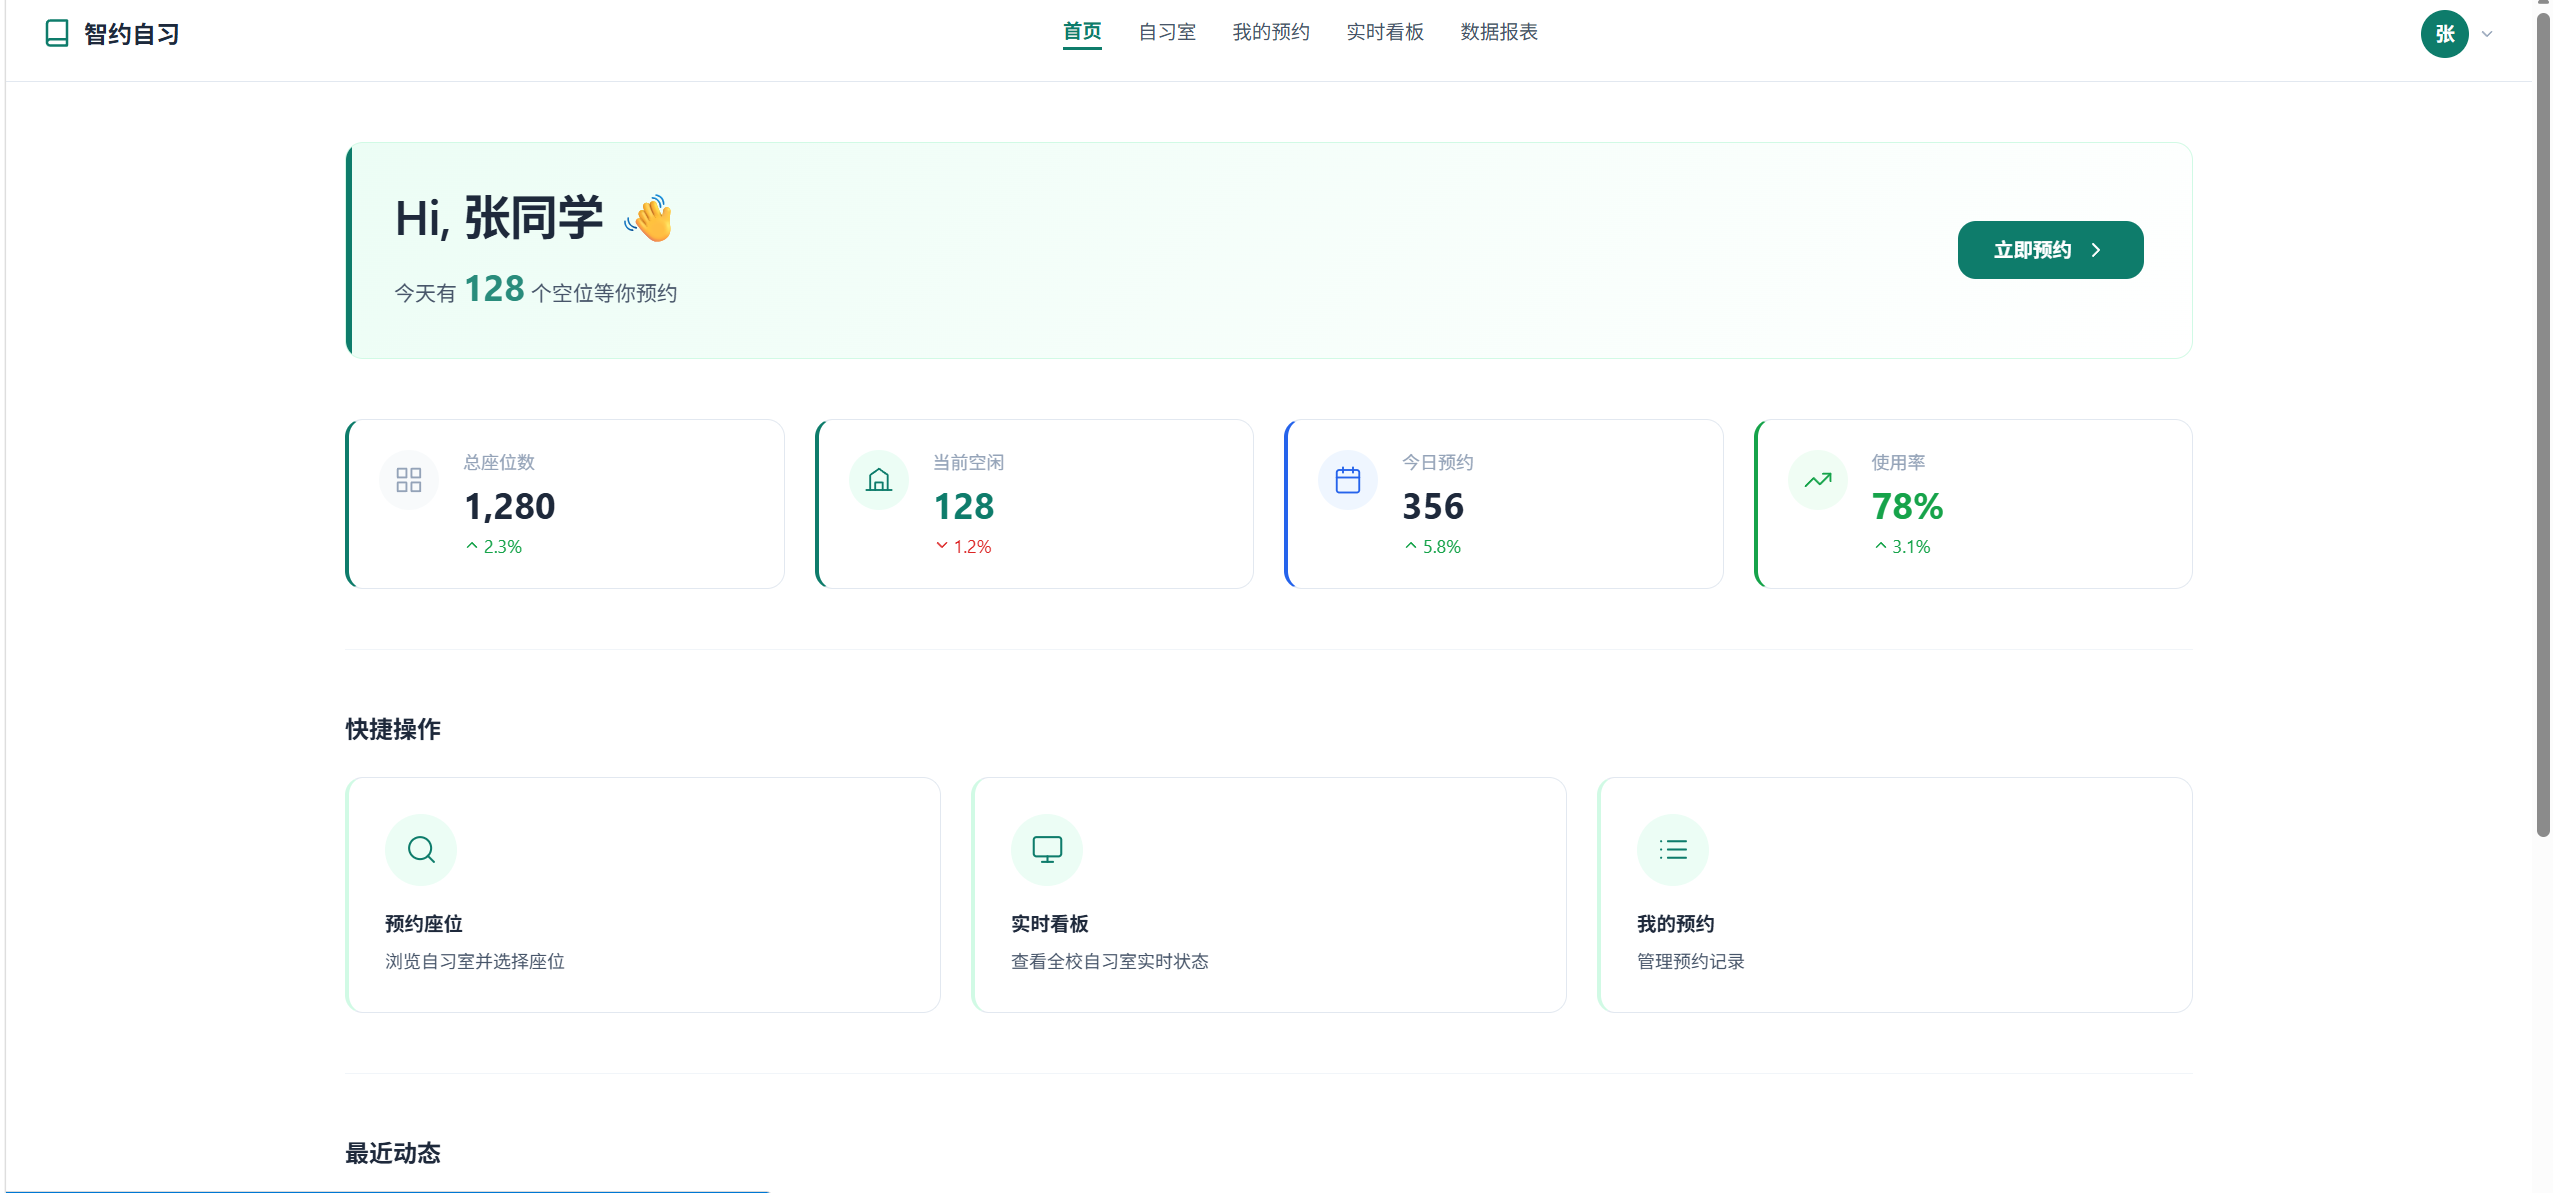 智约自习
首页 自习室 我的预约 实时看板 数据报表
张
Hi, 张同学 👋
今天有 128 个空位等你预约
立即预约
总座位数
1,280
2.3%
当前空闲
128
1.2%
今日预约
356
5.8%
使用率
78%
3.1%
快捷操作
预约座位
浏览自习室并选择座位
实时看板
查看全校自习室实时状态
我的预约
管理预约记录
最近动态